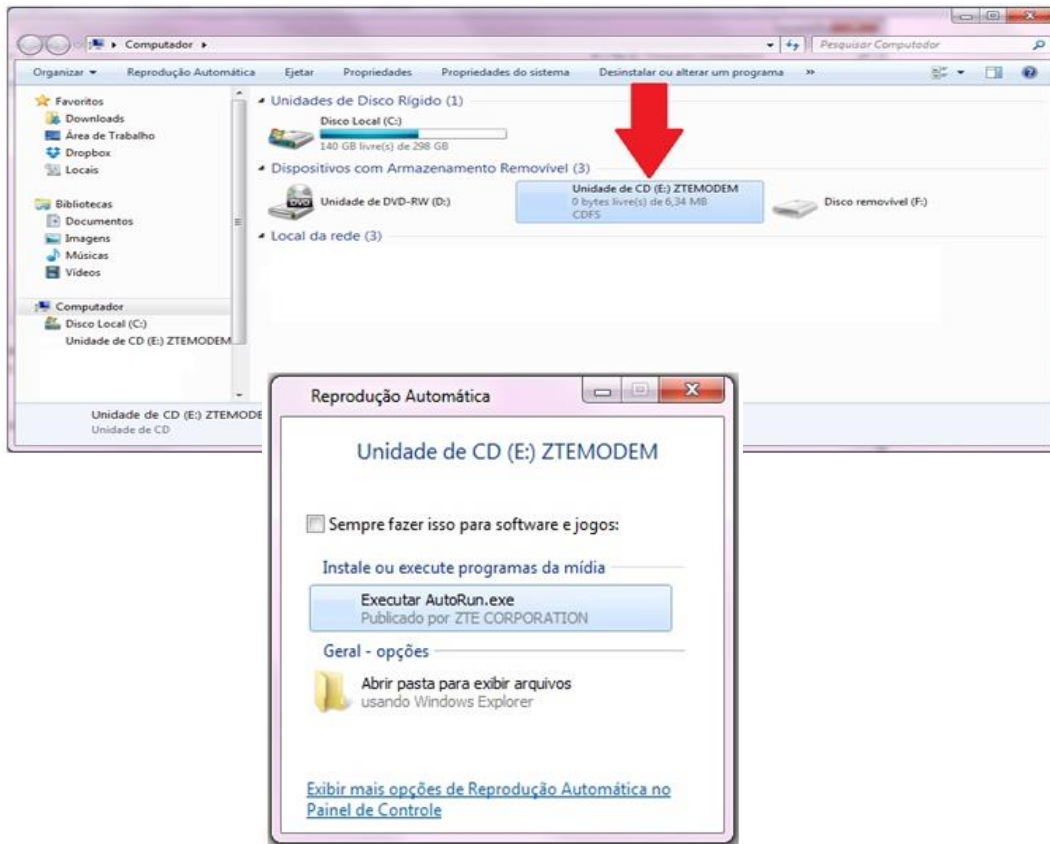 Computador
Pesquisar Computador
Organizar Reprodução Automática Ejetar Propriedades Propriedades do sistema Desinstalar ou alterar um programa »
Favoritos
Downloads
Área de Trabalho
Dropbox
Locais
Bibliotecas
Documentos
Imagens
Músicas
Vídeos
Computador
Disco Local (C:)
Unidade de CD (E:) ZTEMODEM
Unidades de Disco Rígido (1)
Disco Local (C:)
140 GB livre(s) de 298 GB
Dispositivos com Armazenamento Removível (3)
DVD
Unidade de DVD-RW (D:)
Unidade de CD (E:) ZTEMODEM
0 bytes livre(s) de 6,34 MB
CDFS
Disco removível (F:)
Local da rede (3)
Unidade de CD (E:) ZTEMODE
Unidade de CD
Reprodução Automática
Unidade de CD (E:) ZTEMODEM
Sempre fazer isso para software e jogos:
Instale ou execute programas da mídia
Executar AutoRun.exe
Publicado por ZTE CORPORATION
Geral - opções
Abrir pasta para exibir arquivos
usando Windows Explorer
Exibir mais opções de Reprodução Automática no
Painel de Controle